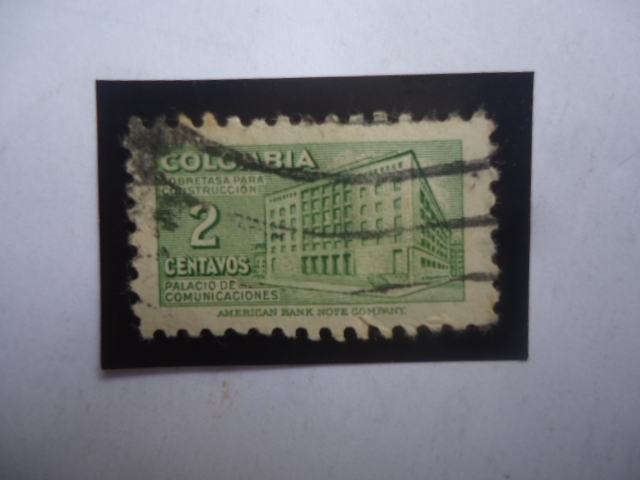 COLOMBIA
SOBRETASA PARA
CONSTRUCCION
2
CENTAVOS
PALACIO DE
COMUNICACIONES
AMERICAN BANK NOTE COMPANY.